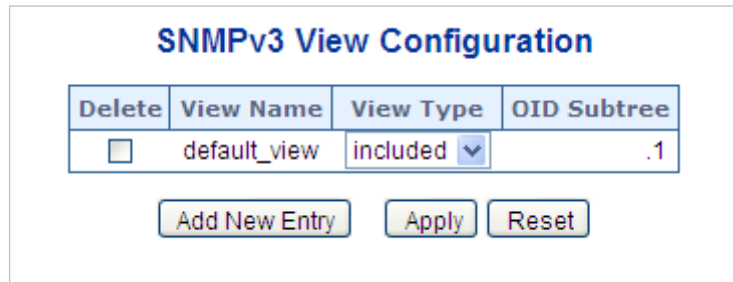 SNMPv3 View Configuration
Delete View Name View Type OID Subtree
default_view included .1
Add New Entry Apply Reset